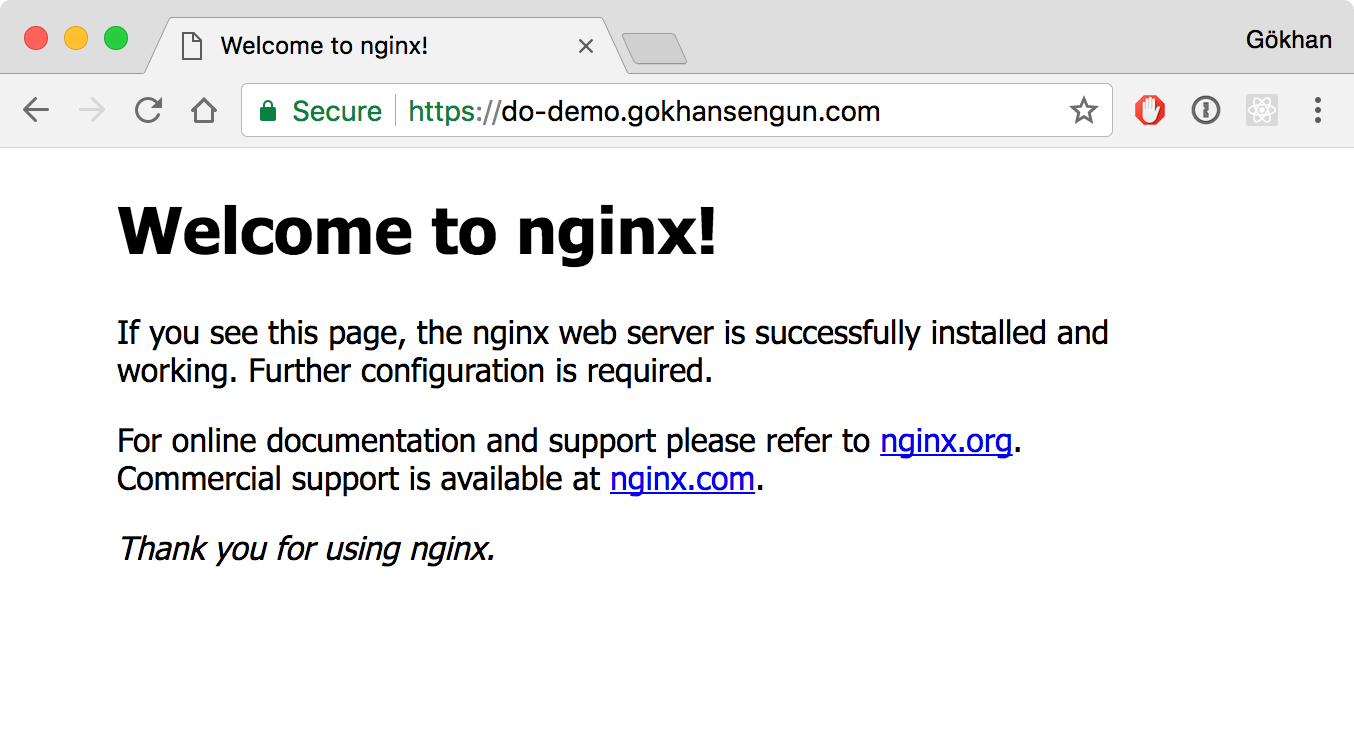 Welcome to nginx!
Gökhan
Secure https://do-demo.gokhansengun.com
Welcome to nginx!
If you see this page, the nginx web server is successfully installed and
working. Further configuration is required.
For online documentation and support please refer to nginx.org.
Commercial support is available at nginx.com.
Thank you for using nginx.